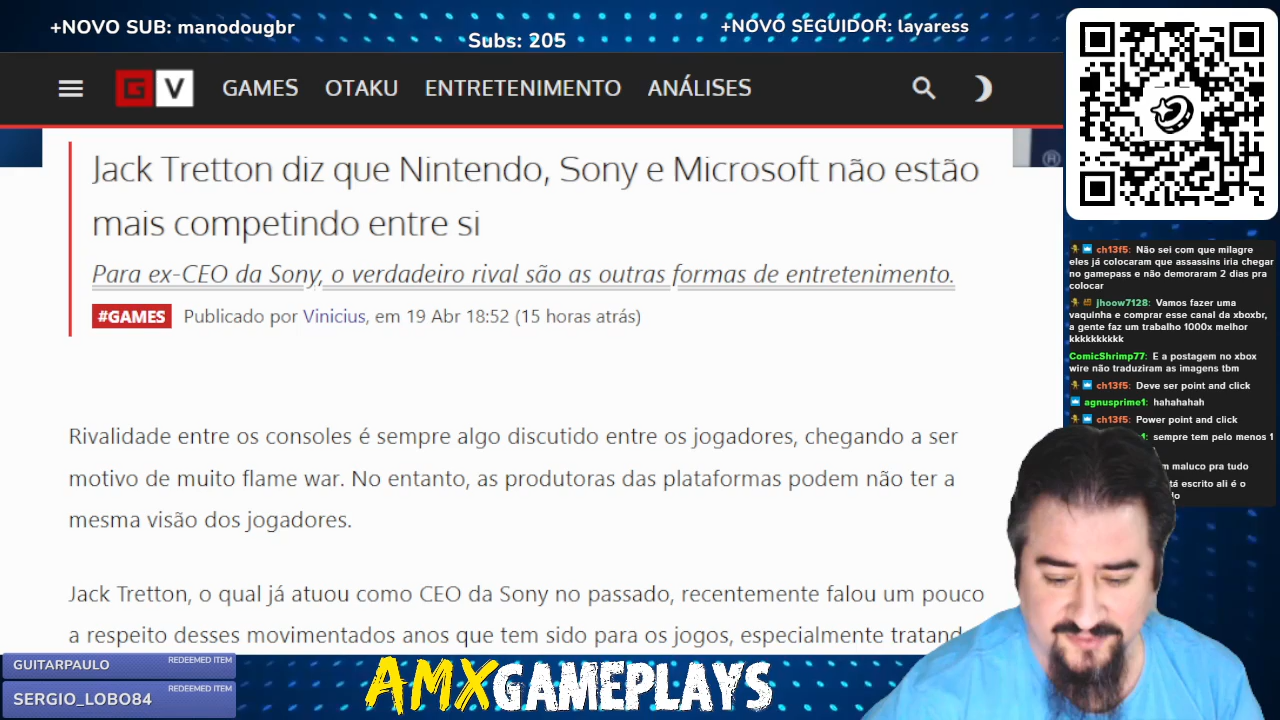 +NOVO SUB: manodougbr
Subs: 205
+NOVO SEGUIDOR: layaress
G V
GAMES
OTAKU
ENTRETENIMENTO
ANÁLISES
Jack Tretton diz que Nintendo, Sony e Microsoft não estão
mais competindo entre si
Para ex-CEO da Sony, o verdadeiro rival são as outras formas de entretenimento.
#GAMES Publicado por Vinicius, em 19 Abr 18:52 (15 horas atrás)
Rivalidade entre os consoles é sempre algo discutido entre os jogadores, chegando a ser
motivo de muito flame war. No entanto, as produtoras das plataformas podem não ter a
mesma visão dos jogadores.
Jack Tretton, o qual já atuou como CEO da Sony no passado, recentemente falou um pouco
a respeito desses movimentados anos que tem sido para os jogos, especialmente
ch13f5: Não sei com que milagre
eles já colocaram que assassins iria chegar
no gamepass e não demoraram 2 dias pra
colocar
Jhoow7128: Vamos fazer uma
vaquinha e comprar esse canal da xboxbr,
a gente faz um trabalho 1000x melhor
kkkkkkkkkk
ComicShrimp77: E a postagem no xbox
wire não traduziram as imagens tbm
ch13f5: Deve ser point and click
agnusprime1: hahahahah
ch13f5: Power point and click
sempre tem pelo menos 1
maluco pra tudo
escrito ali é o
GUITARPAULO REDEEMED ITEM
SERGIO_LOBO84 REDEEMED ITEM
AMXGAMEPLAYS